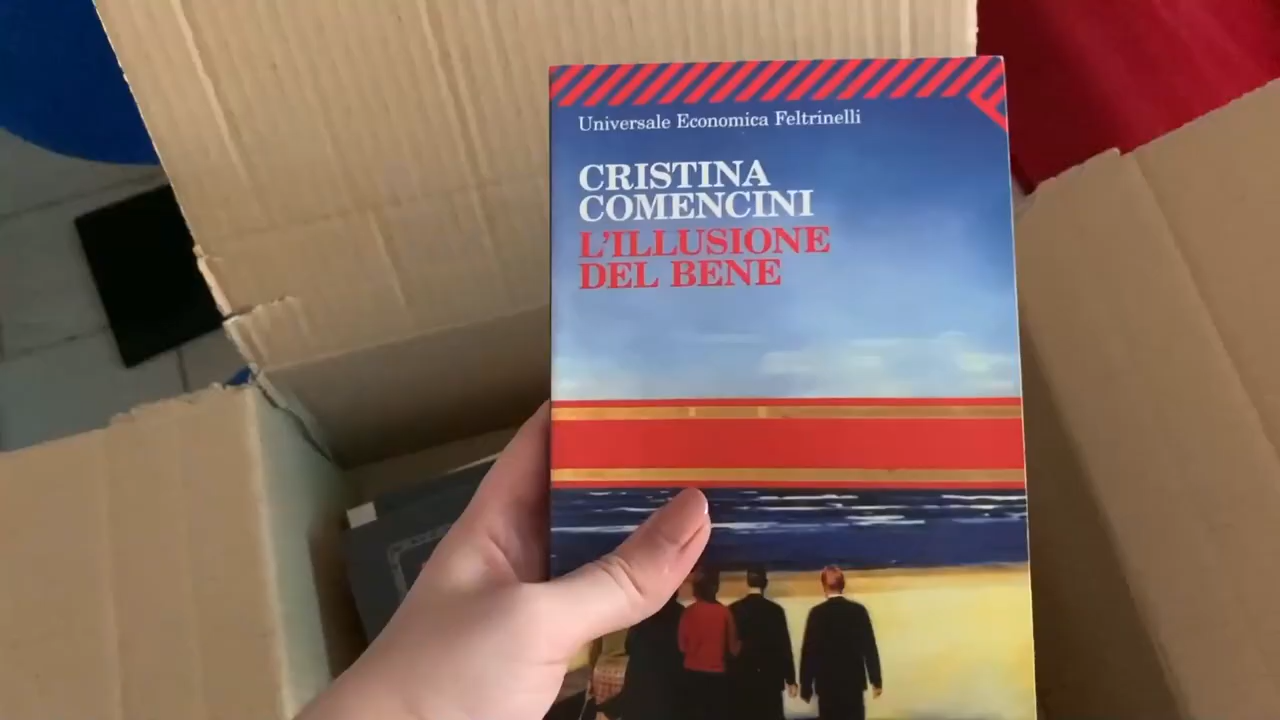 Universale Economica Feltrinelli
CRISTINA
COMENCINI
L'ILLUSIONE
DEL BENE